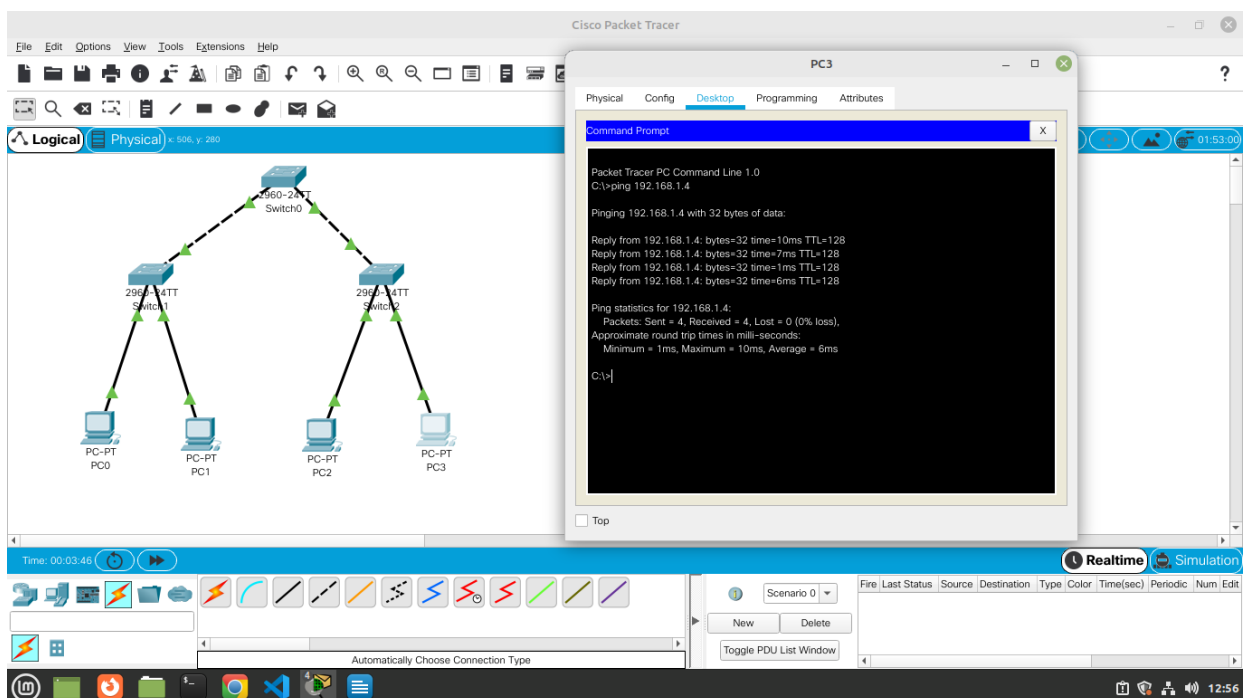 Cisco Packet Tracer
File Edit Options View Tools Extensions Help
PC3
?
Physical Config Desktop Programming Attributes
Command Prompt
X
Logical Physical x: 506, y: 280
01:53:00
Packet Tracer PC Command Line 1.0
C:\>ping 192.168.1.4
Pinging 192.168.1.4 with 32 bytes of data:
Reply from 192.168.1.4: bytes=32 time=10ms TTL=128
Reply from 192.168.1.4: bytes=32 time=7ms TTL=128
Reply from 192.168.1.4: bytes=32 time=1ms TTL=128
Reply from 192.168.1.4: bytes=32 time=6ms TTL=128
Ping statistics for 192.168.1.4:
Packets: Sent = 4, Received = 4, Lost = 0 (0% loss),
Approximate round trip times in milli-seconds:
Minimum = 1ms, Maximum = 10ms, Average = 6ms
C:\>
2960-24TT
Switch0
2960-24TT
Switch1
2960-24TT
Switch2
PC-PT
PC0
PC-PT
PC1
PC-PT
PC2
PC-PT
PC3
Top
Time: 00:03:46
Realtime Simulation
Scenario 0
New Delete
Toggle PDU List Window
Fire Last Status Source Destination Type Color Time(sec) Periodic Num Edit
Automatically Choose Connection Type
12:56